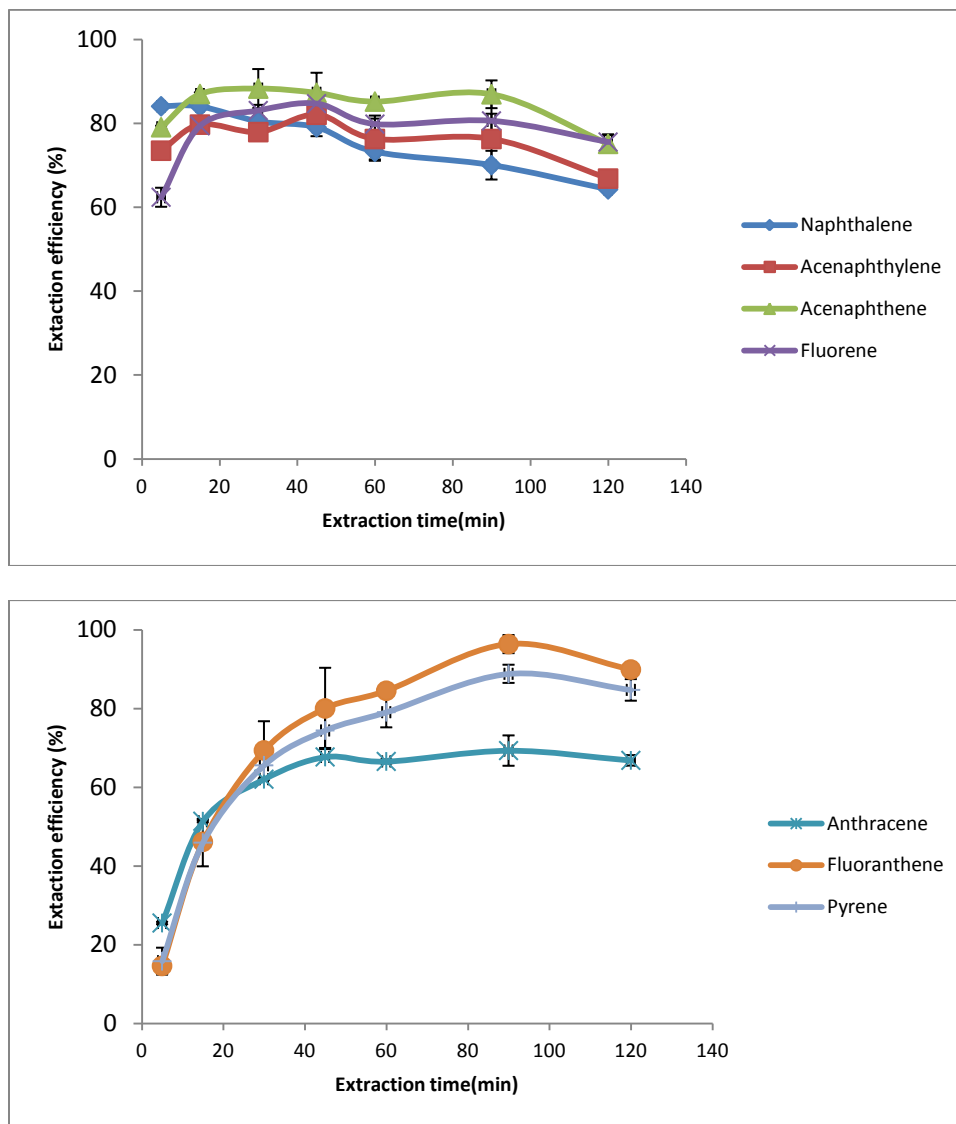 100
80
60
40
20
0
0 20 40 60 80 100 120 140
Extaction efficiency (%)
Extraction time(min)
Naphthalene
Acenaphthylene
Acenaphthene
Fluorene
100
80
60
40
20
0
0 20 40 60 80 100 120 140
Extaction efficiency (%)
Extraction time(min)
Anthracene
Fluoranthene
Pyrene